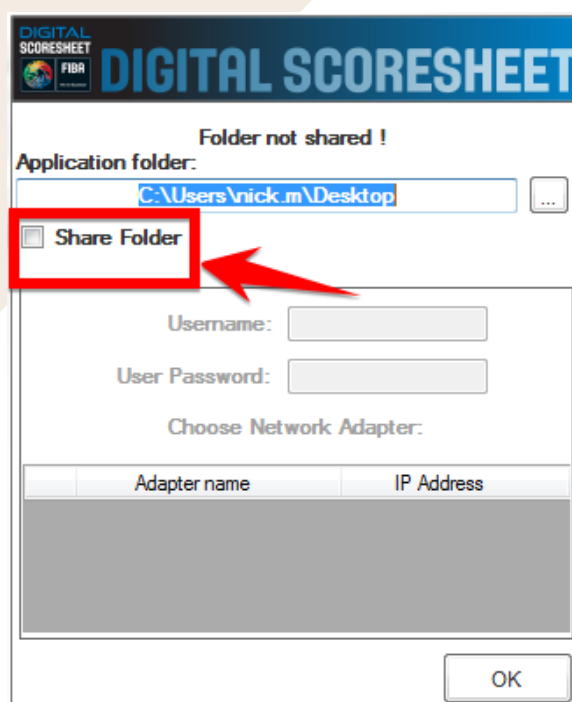 DIGITAL
SCORESHEET
FIBA
DIGITAL SCORESHEET
Folder not shared !
Application folder:
C:\Users\nick.m\Desktop
...
Share Folder
Username:
User Password:
Choose Network Adapter:
Adapter name IP Address
OK